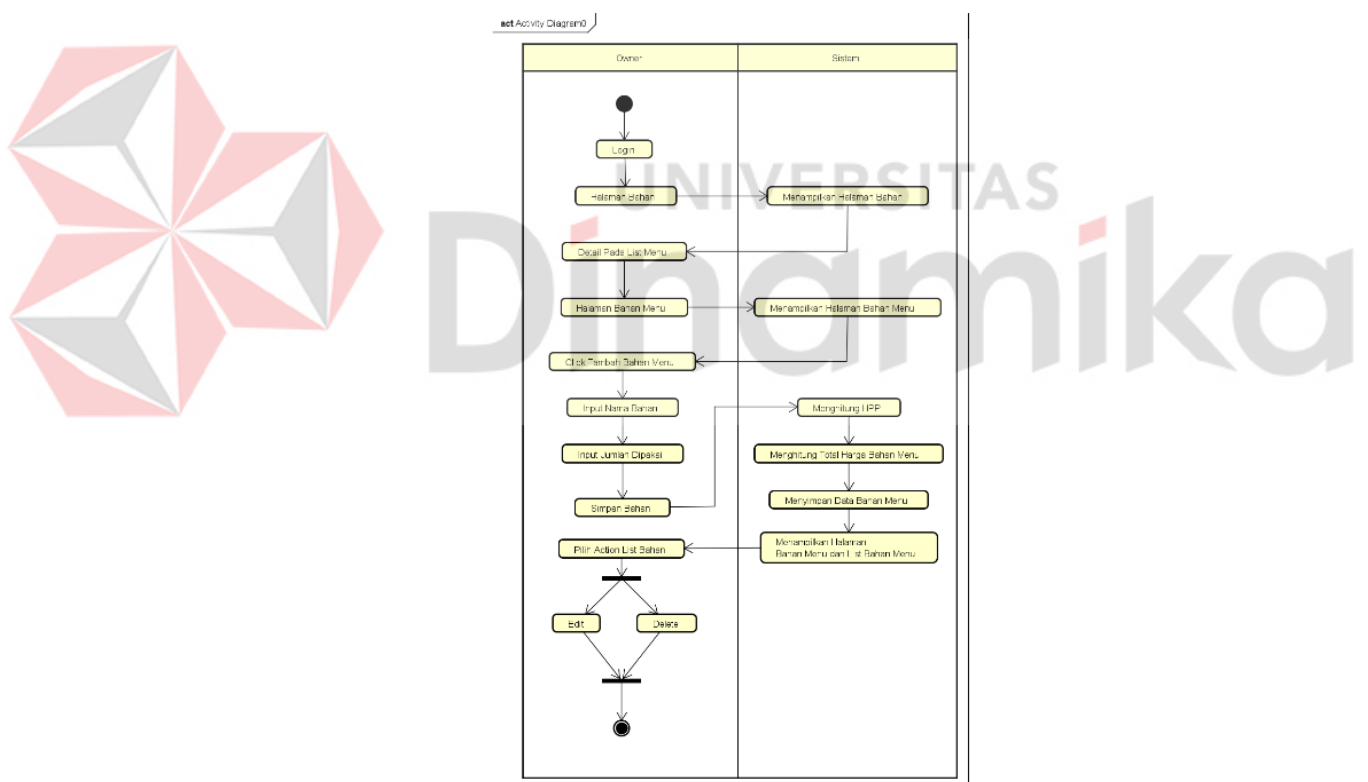 act Activity Diagram0
Owner
Sistem
Login
Halaman Bahan
Menampilkan Halaman Bahan
Detail Pada List Menu
Halaman Bahan Menu
Menampilkan Halaman Bahan Menu
Click Tambah Bahan Menu
Input Nama Bahan
Menghitung HPP
Input Jumlah Dipakai
Menghitung Total Harga Bahan Menu
Simpan Bahan
Menyimpan Data Bahan Menu
Pilih Action List Bahan
Menampilkan Halaman
Bahan Menu dan List Bahan Menu
Edit
Delete
UNIVERSITAS
Dinamika